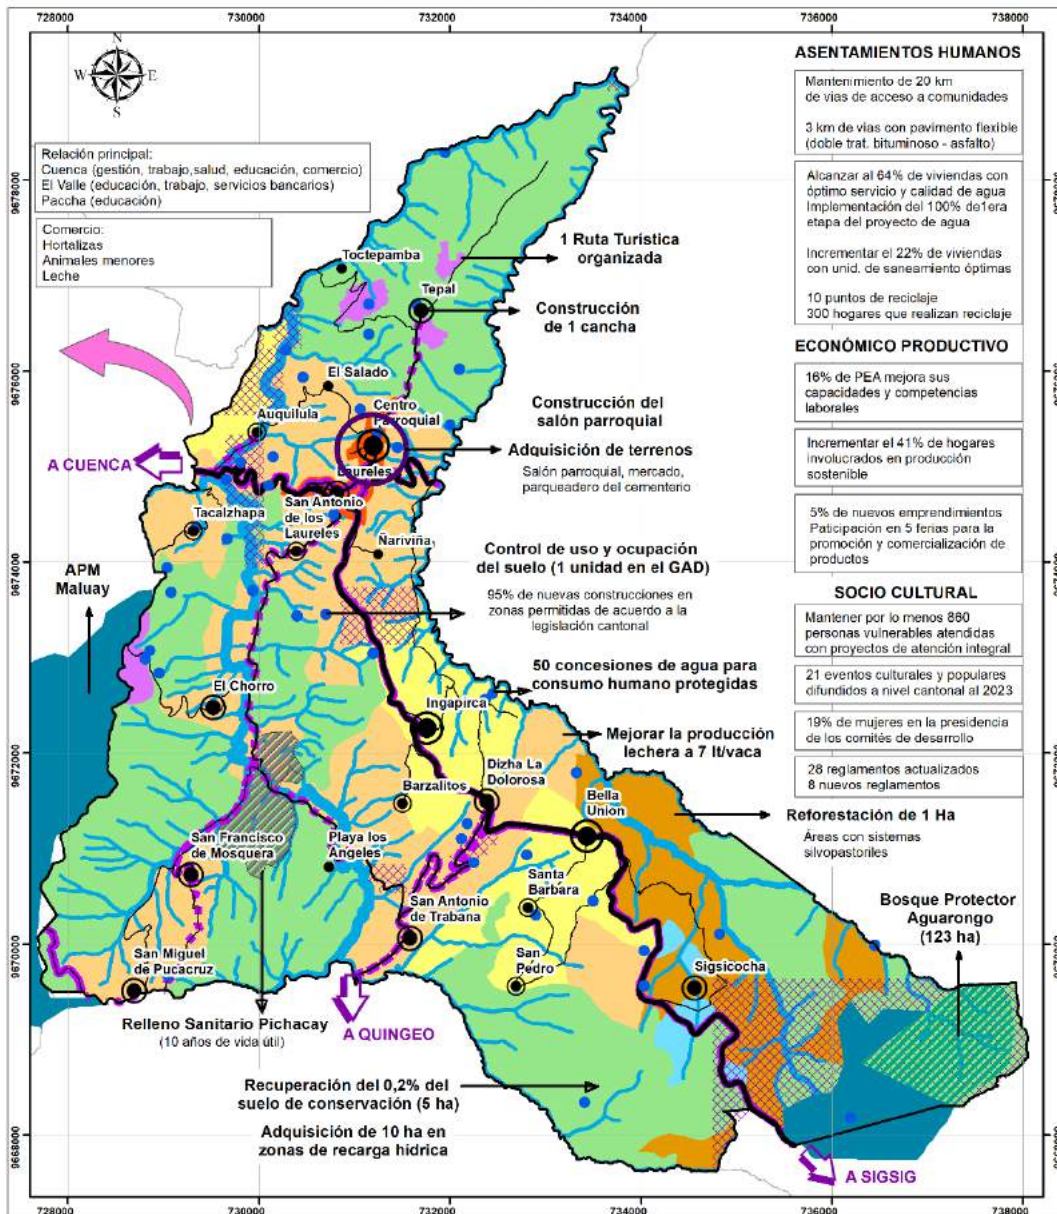 728000 730000 732000 734000 736000 738000
N
W E
S
Relación principal:
Cuenca (gestión, trabajo,salud, educación, comercio)
El Valle (educación, trabajo, servicios bancarios)
Paccha (educación)
Comercio:
Hortalizas
Animales menores
Leche
ASENTAMIENTOS HUMANOS
Mantenimiento de 20 km
de vías de acceso a comunidades
3 km de vías con pavimento flexible
(doble trat. bituminoso - asfalto)
Alcanzar al 64% de viviendas con
óptimo servicio y calidad de agua
Implementación del 100% de1era
etapa del proyecto de agua
Incrementar el 22% de viviendas
con unid. de saneamiento óptimas
10 puntos de reciclaje
300 hogares que realizan reciclaje
ECONÓMICO PRODUCTIVO
16% de PEA mejora sus
capacidades y competencias
laborales
Incrementar el 41% de hogares
involucrados en producción
sostenible
5% de nuevos emprendimientos
Paticipación en 5 ferias para la
promoción y comercialización de
productos
SOCIO CULTURAL
Mantener por lo menos 860
personas vulnerables atendidas
con proyectos de atención integral
21 eventos culturales y populares
difundidos a nivel cantonal al 2023
19% de mujeres en la presidencia
de los comités de desarrollo
28 reglamentos actualizados
8 nuevos reglamentos
Toctepamba
1 Ruta Turística
organizada
Tepal
Construcción
de 1 cancha
El Salado
Auquilula
Centro
Parroquial
Construcción del
salón parroquial
Adquisición de terrenos
Salón parroquial, mercado,
parqueadero del cementerio
A CUENCA
Laureles
San Antonio
de los
Laureles
Tacalzhapa
Ñariviña
APM
Maluay
Control de uso y ocupación
del suelo (1 unidad en el GAD)
95% de nuevas construcciones en
zonas permitidas de acuerdo a la
legislación cantonal
50 concesiones de agua para
consumo humano protegidas
El Chorro
Ingapirca
Mejorar la producción
lechera a 7 lt/vaca
Dizha La
Dolorosa
Barzalitos
Bella
Union
Reforestación de 1 Ha
Áreas con sistemas
silvopastoriles
San Francisco
de Mosquera
Playa los
Angeles
Santa
Barbara
San Antonio
de Trabana
Bosque Protector
Aguarongo
(123 ha)
San Miguel
de Pucacruz
San
Pedro
Sigsicocha
Relleno Sanitario Pichacay
(10 años de vida útil)
A QUINGEO
Recuperación del 0,2% del
suelo de conservación (5 ha)
Adquisición de 10 ha en
zonas de recarga hídrica
A SIGSIG
9678000
9676000
9674000
9672000
9670000
9668000
728000 730000 732000 734000 736000 738000